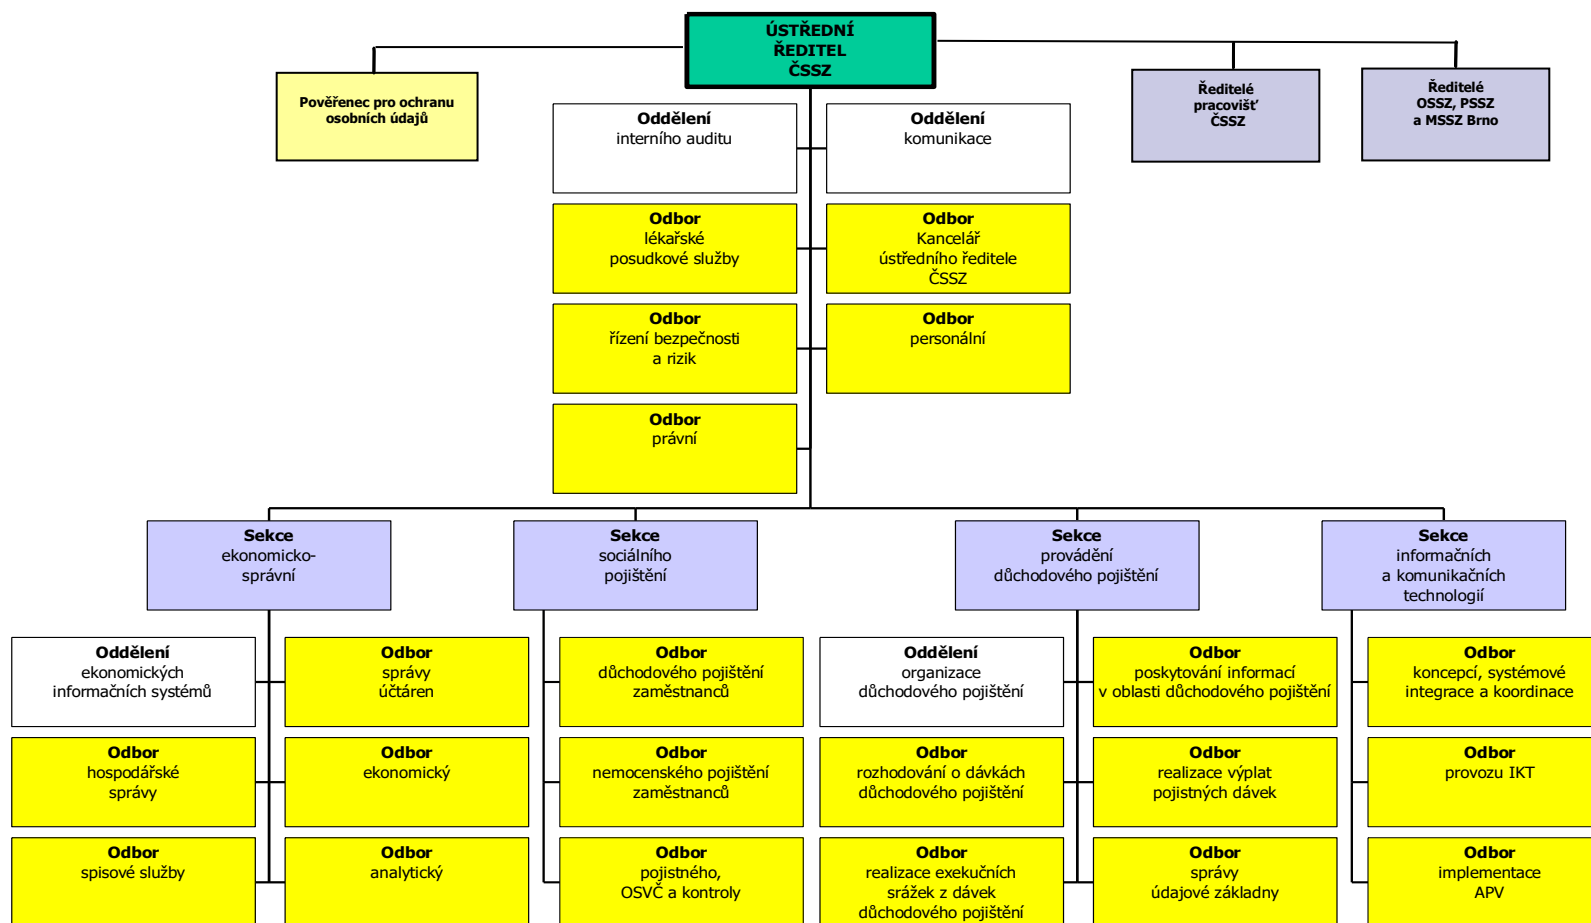 ÚSTŘEDNÍ
ŘEDITEL
ČSSZ
Pověřenec pro ochranu
osobních údajů
Ředitelé
pracovišť
ČSSZ
Ředitelé
OSSZ, PSSZ
a MSSZ Brno
Oddělení
interního auditu
Oddělení
komunikace
Odbor
lékařské
posudkové služby
Odbor
Kancelář
ústředního ředitele
ČSSZ
Odbor
řízení bezpečnosti
a rizik
Odbor
personální
Odbor
právní
Sekce
ekonomicko-
správní
Sekce
sociálního
pojištění
Sekce
provádění
důchodového pojištění
Sekce
informačních
a komunikačních
technologií
Oddělení
ekonomických
informačních systémů
Odbor
správy
účtáren
Odbor
důchodového pojištění
zaměstnanců
Oddělení
organizace
důchodového pojištění
Odbor
poskytování informací
v oblasti důchodového pojištění
Odbor
koncepcí, systémové
integrace a koordinace
Odbor
hospodářské
správy
Odbor
ekonomický
Odbor
nemocenského pojištění
zaměstnanců
Odbor
rozhodování o dávkách
důchodového pojištění
Odbor
realizace výplat
pojistných dávek
Odbor
provozu IKT
Odbor
spisové služby
Odbor
analytický
Odbor
pojistného,
OSVČ a kontroly
Odbor
realizace exekučních
srážek z dávek
důchodového pojištění
Odbor
správy
údajové základny
Odbor
implementace
APV